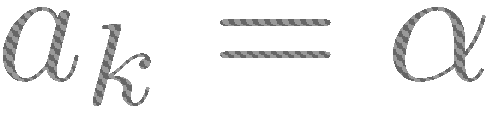 a_k = α